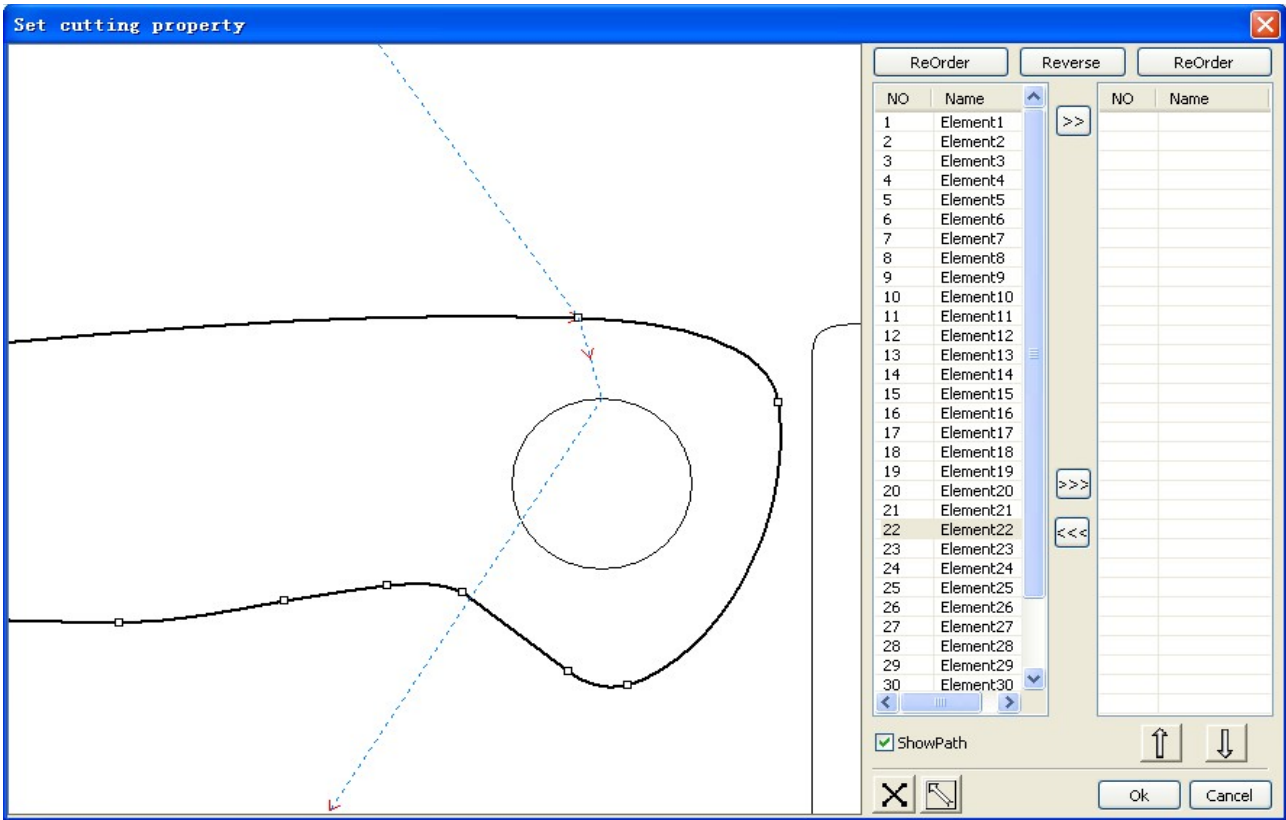 Set cutting property
ReOrder Reverse ReOrder
NO Name >> NO Name
1 Element1
2 Element2
3 Element3
4 Element4
5 Element5
6 Element6
7 Element7
8 Element8
9 Element9
10 Element10
11 Element11
12 Element12
13 Element13
14 Element14
15 Element15
16 Element16
17 Element17
18 Element18
19 Element19
20 Element20 >>>
21 Element21
22 Element22 <<<
23 Element23
24 Element24
25 Element25
26 Element26
27 Element27
28 Element28
29 Element29
30 Element30
ShowPath
Ok Cancel